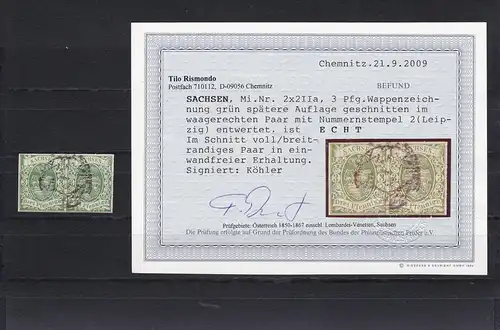 Chemnitz, 21.9.2009
Tilo Rismondo
Postfach 710112, D-09056 Chemnitz
BEFUND
SACHSEN, Mi.Nr. 2x2IIa, 3 Pfg.Wappenzeich-
nung grün spätere Auflage geschnitten im
waagerechten Paar mit Nummernstempel 2(Leip-
zig) entwertet, ist E C H T
Im Schnitt voll/breit-
randiges Paar in ein-
wandfreier Erhaltung.
Signiert: Köhler
SACHSEN
Prüfgebiete: Österreich 1850-1867 einschl. Lombardei-Venetien, Sachsen
Die Prüfung erfolgte auf Grund der Prüfordnung des Bundes der Philatelistischen Prüfer e.V.